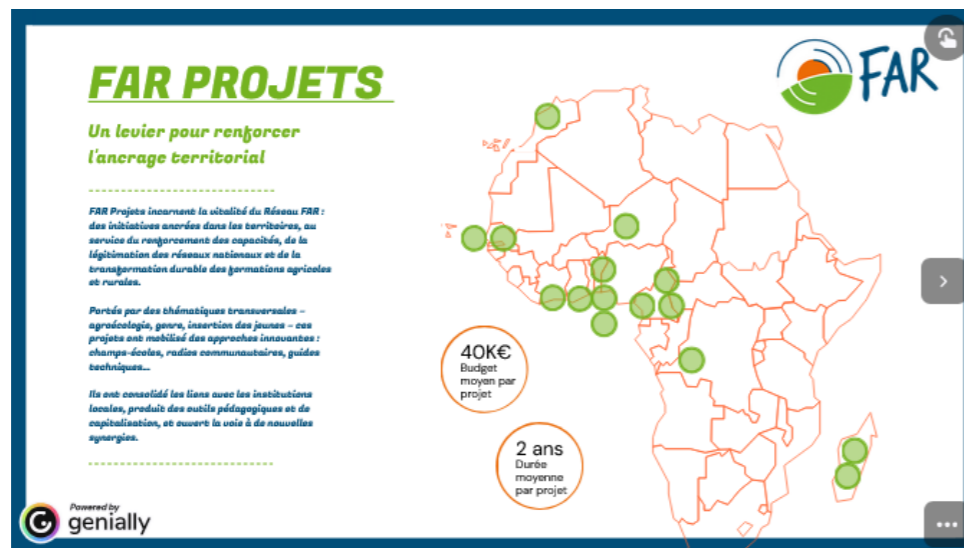 FAR PROJETS
FAR
Un levier pour renforcer
l'ancrage territorial
FAR Projets incarnent la vitalité du Réseau FAR :
des initiatives ancrées dans les territoires, au
service du renforcement des capacités, de la
légitimation des réseaux nationaux et de la
transformation durable des formations agricoles
et rurales.
Portés par des thématiques transversales –
agroécologie, genre, insertion des jeunes – ces
projets ont mobilisé des approches innovantes :
champs-écoles, radios communautaires, guides
techniques...
Ils ont consolidé les liens avec les institutions
locales, produit des outils pédagogiques et de
capitalisation, et ouvert la voie à de nouvelles
synergies.
40K€
Budget
moyen par
projet
2 ans
Durée
moyenne
par projet
Powered by
genially